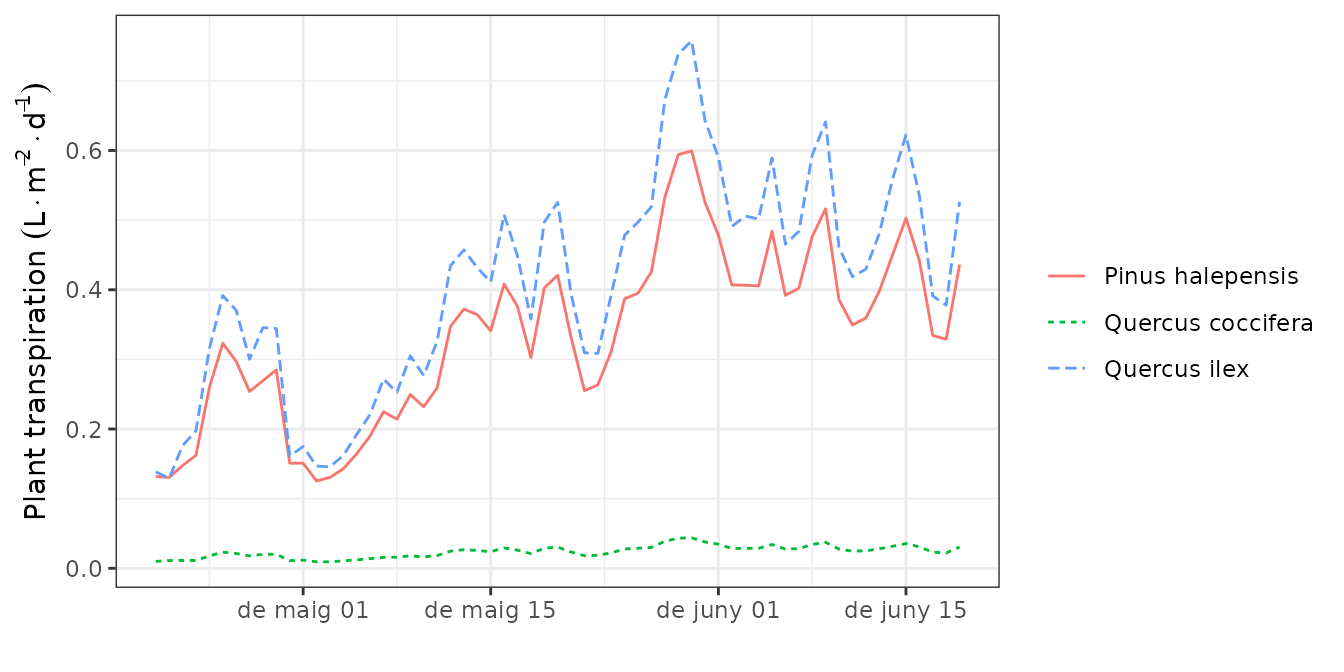 Plant transpiration (L · m⁻² · d⁻¹)
0.6
0.4
0.2
0.0
de maig 01 de maig 15 de juny 01 de juny 15
Pinus halepensis
Quercus coccifera
Quercus ilex